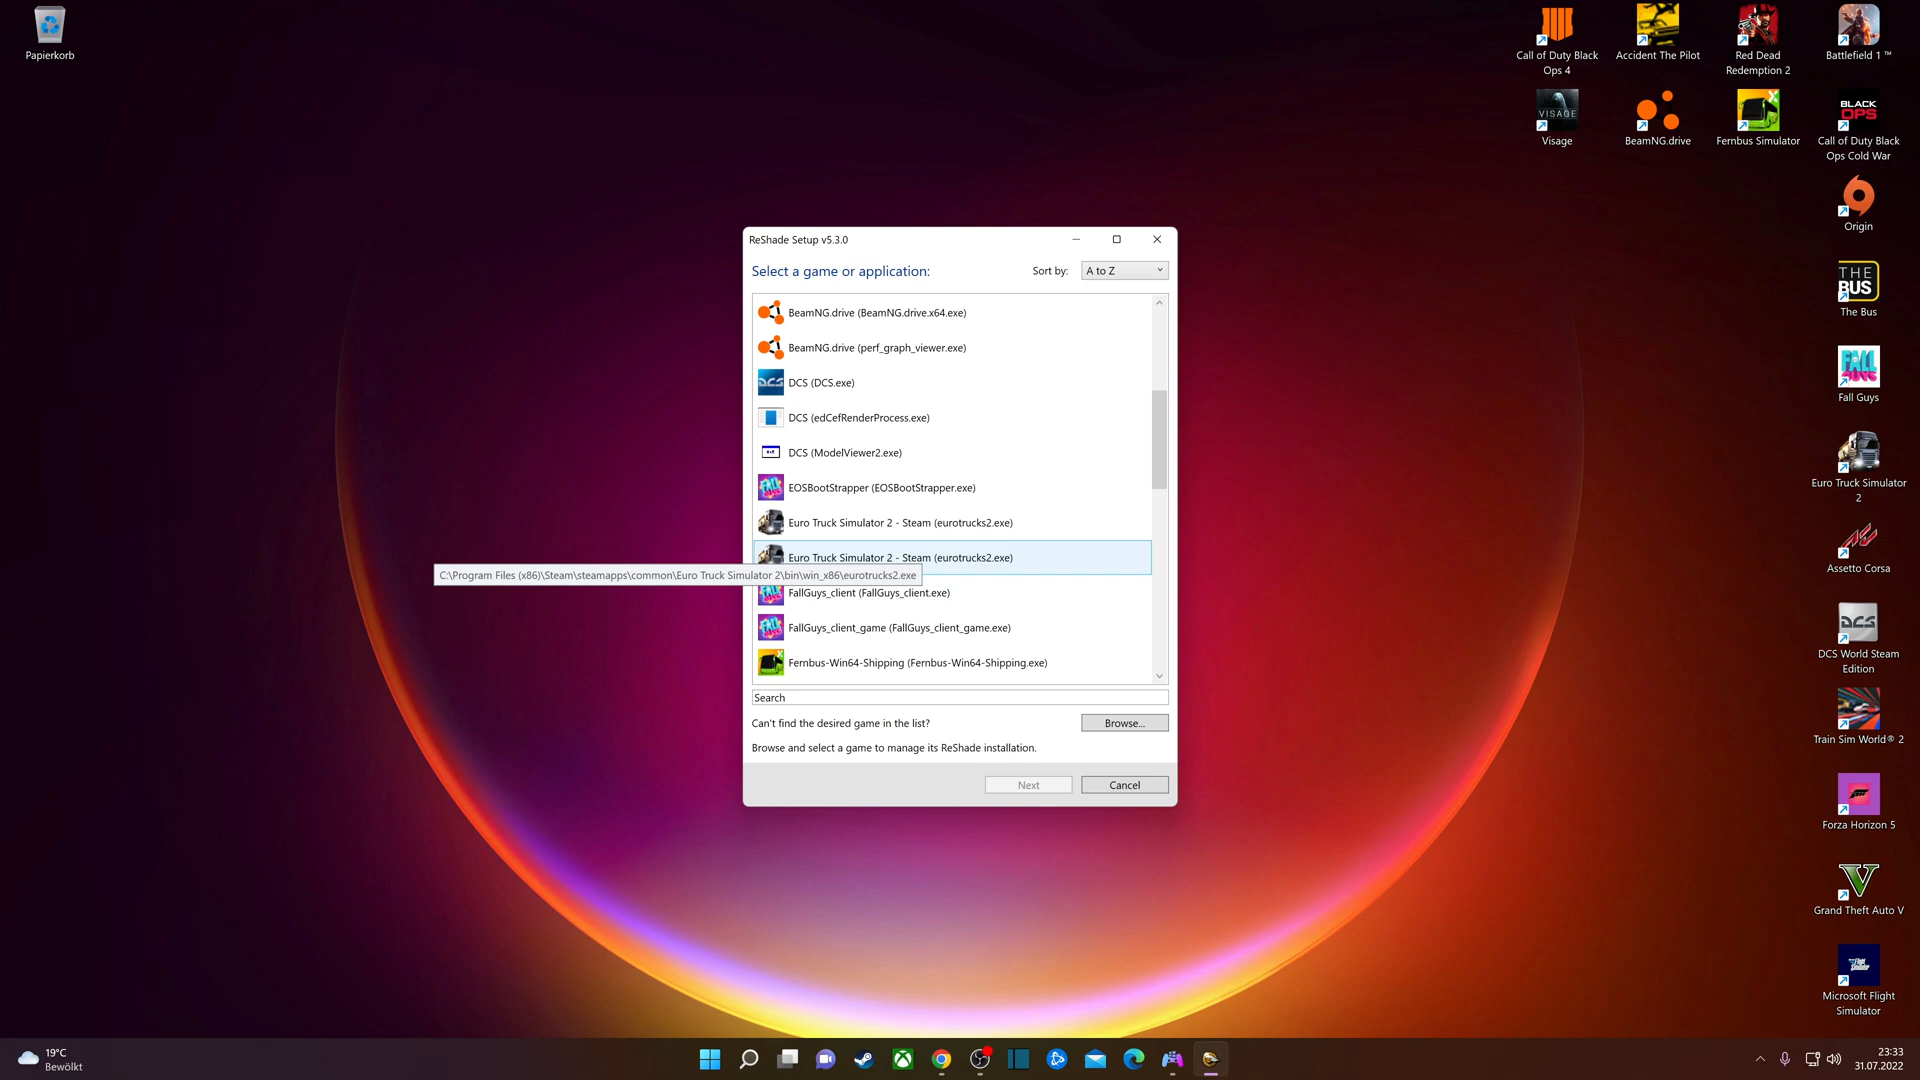 Papierkorb
Call of Duty Black
Ops 4
Accident The Pilot
Red Dead
Redemption 2
Battlefield 1 ™
VISAGE
Visage
BeamNG.drive
Fernbus Simulator
BLACK
OPS
Call of Duty Black
Ops Cold War
Origin
THE
BUS
The Bus
FALL
GUYS
Fall Guys
Euro Truck Simulator
2
Assetto Corsa
DCS
DCS World Steam
Edition
Train Sim World® 2
Forza Horizon 5
Grand Theft Auto V
Flight
Simulator
Microsoft Flight
Simulator
ReShade Setup v5.3.0
Select a game or application:
Sort by:
A to Z
BeamNG.drive (BeamNG.drive.x64.exe)
BeamNG.drive (perf_graph_viewer.exe)
DCS
DCS (DCS.exe)
DCS (edCefRenderProcess.exe)
DCS (ModelViewer2.exe)
FALL
EOSBootStrapper (EOSBootStrapper.exe)
Euro Truck Simulator 2 - Steam (eurotrucks2.exe)
Euro Truck Simulator 2 - Steam (eurotrucks2.exe)
C:\Program Files (x86)\Steam\steamapps\common\Euro Truck Simulator 2\bin\win_x86\eurotrucks2.exe
FallGuys_client (FallGuys_client.exe)
FALL
FallGuys_client_game (FallGuys_client_game.exe)
Fernbus-Win64-Shipping (Fernbus-Win64-Shipping.exe)
Search
Can't find the desired game in the list?
Browse...
Browse and select a game to manage its ReShade installation.
Next
Cancel
19°C
Bewölkt
23:33
31.07.2022